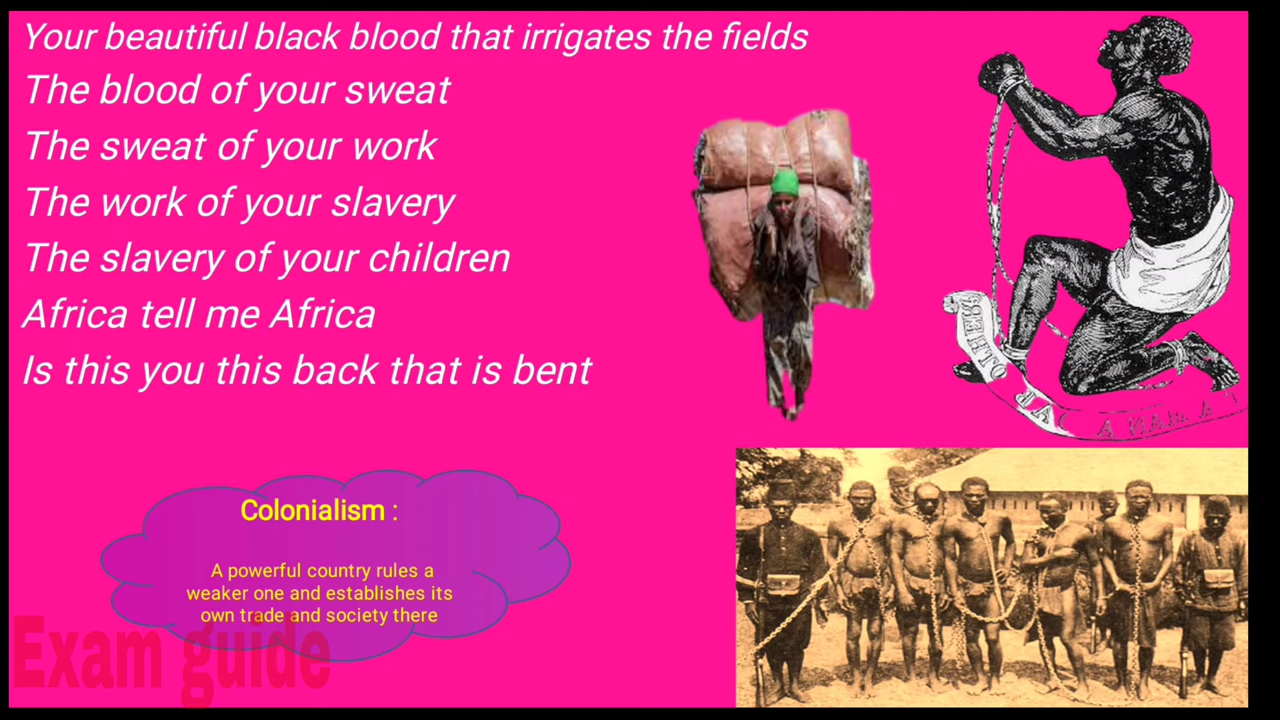 Your beautiful black blood that irrigates the fields
The blood of your sweat
The sweat of your work
The work of your slavery
The slavery of your children
Africa tell me Africa
Is this you this back that is bent
Colonialism :
A powerful country rules a
weaker one and establishes its
own trade and society there
Exam guide